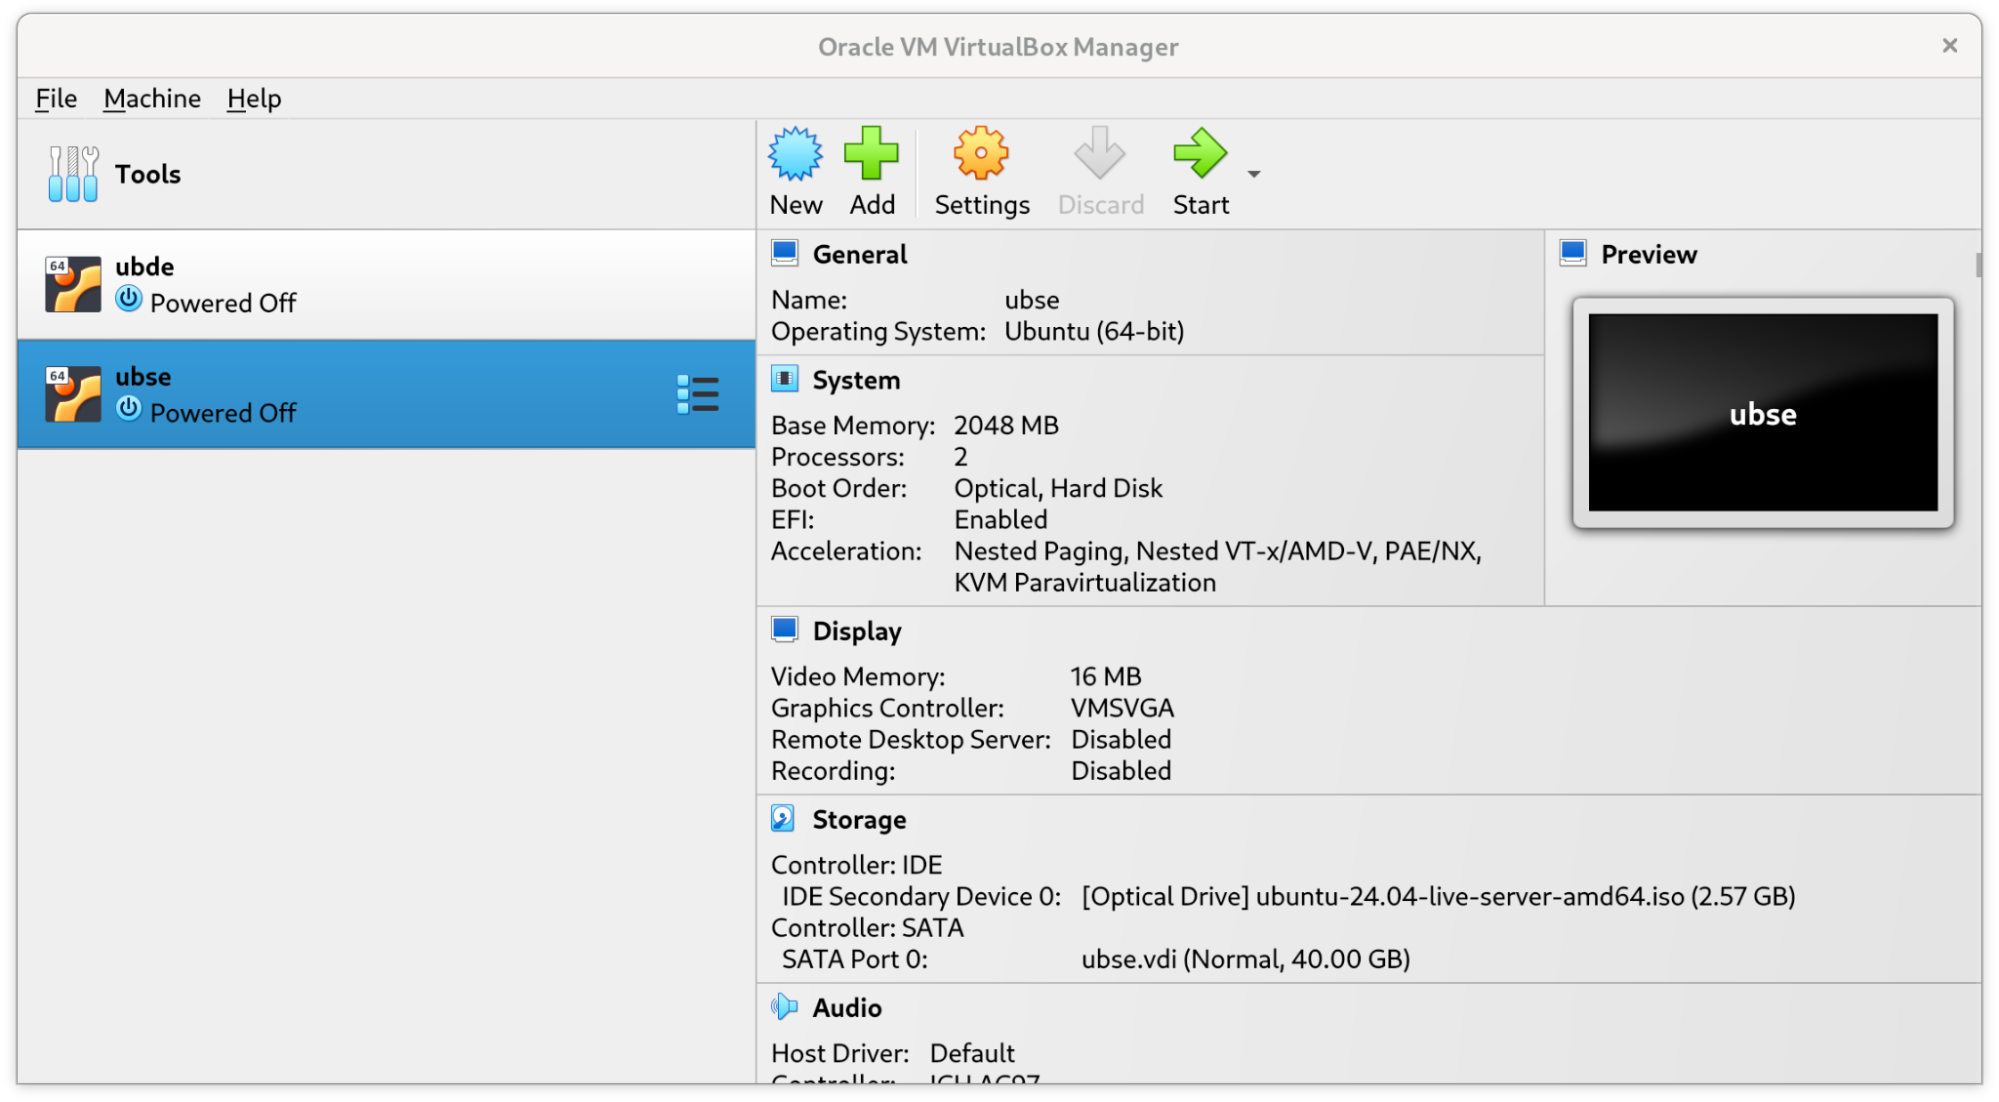 Oracle VM VirtualBox Manager
File Machine Help
Tools
New Add Settings Discard Start
64 ubde
Powered Off
64 ubse
Powered Off
General
Name: ubse
Operating System: Ubuntu (64-bit)
Preview
ubse
System
Base Memory: 2048 MB
Processors: 2
Boot Order: Optical, Hard Disk
EFI: Enabled
Acceleration: Nested Paging, Nested VT-x/AMD-V, PAE/NX,
KVM Paravirtualization
Display
Video Memory: 16 MB
Graphics Controller: VMSVGA
Remote Desktop Server: Disabled
Recording: Disabled
Storage
Controller: IDE
IDE Secondary Device 0: [Optical Drive] ubuntu-24.04-live-server-amd64.iso (2.57 GB)
Controller: SATA
SATA Port 0: ubse.vdi (Normal, 40.00 GB)
Audio
Host Driver: Default
Controller: ICH AC97